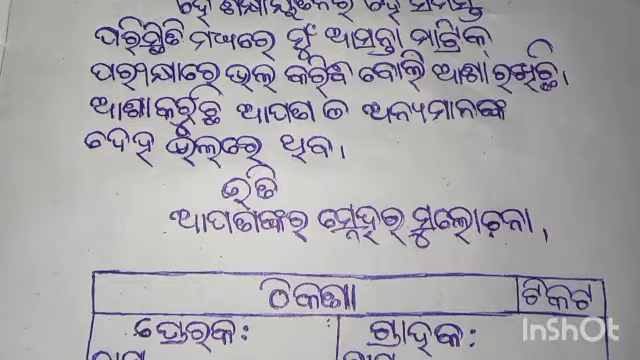 ପରିସ୍ଥିତି ମଧ୍ୟରେ ମୁଁ ଆସନ୍ତା ମାଟ୍ରିକ୍
ପରୀକ୍ଷାରେ ଭଲ କରିବି ବୋଲି ଆଶା ରଖିଛି।
ଆଶାକରୁଛି ଆପଣ ତ ଅନ୍ୟମାନଙ୍କ
ଦେହ ଭଲରେ ଥିବ।
ଇତି
ଆପଣଙ୍କର ସ୍ନେହର ସୁଲୋଚନା,
ଠିକଣା ଟିକଟ
ପ୍ରେରକ: ଗ୍ରାହକ:
InShOt